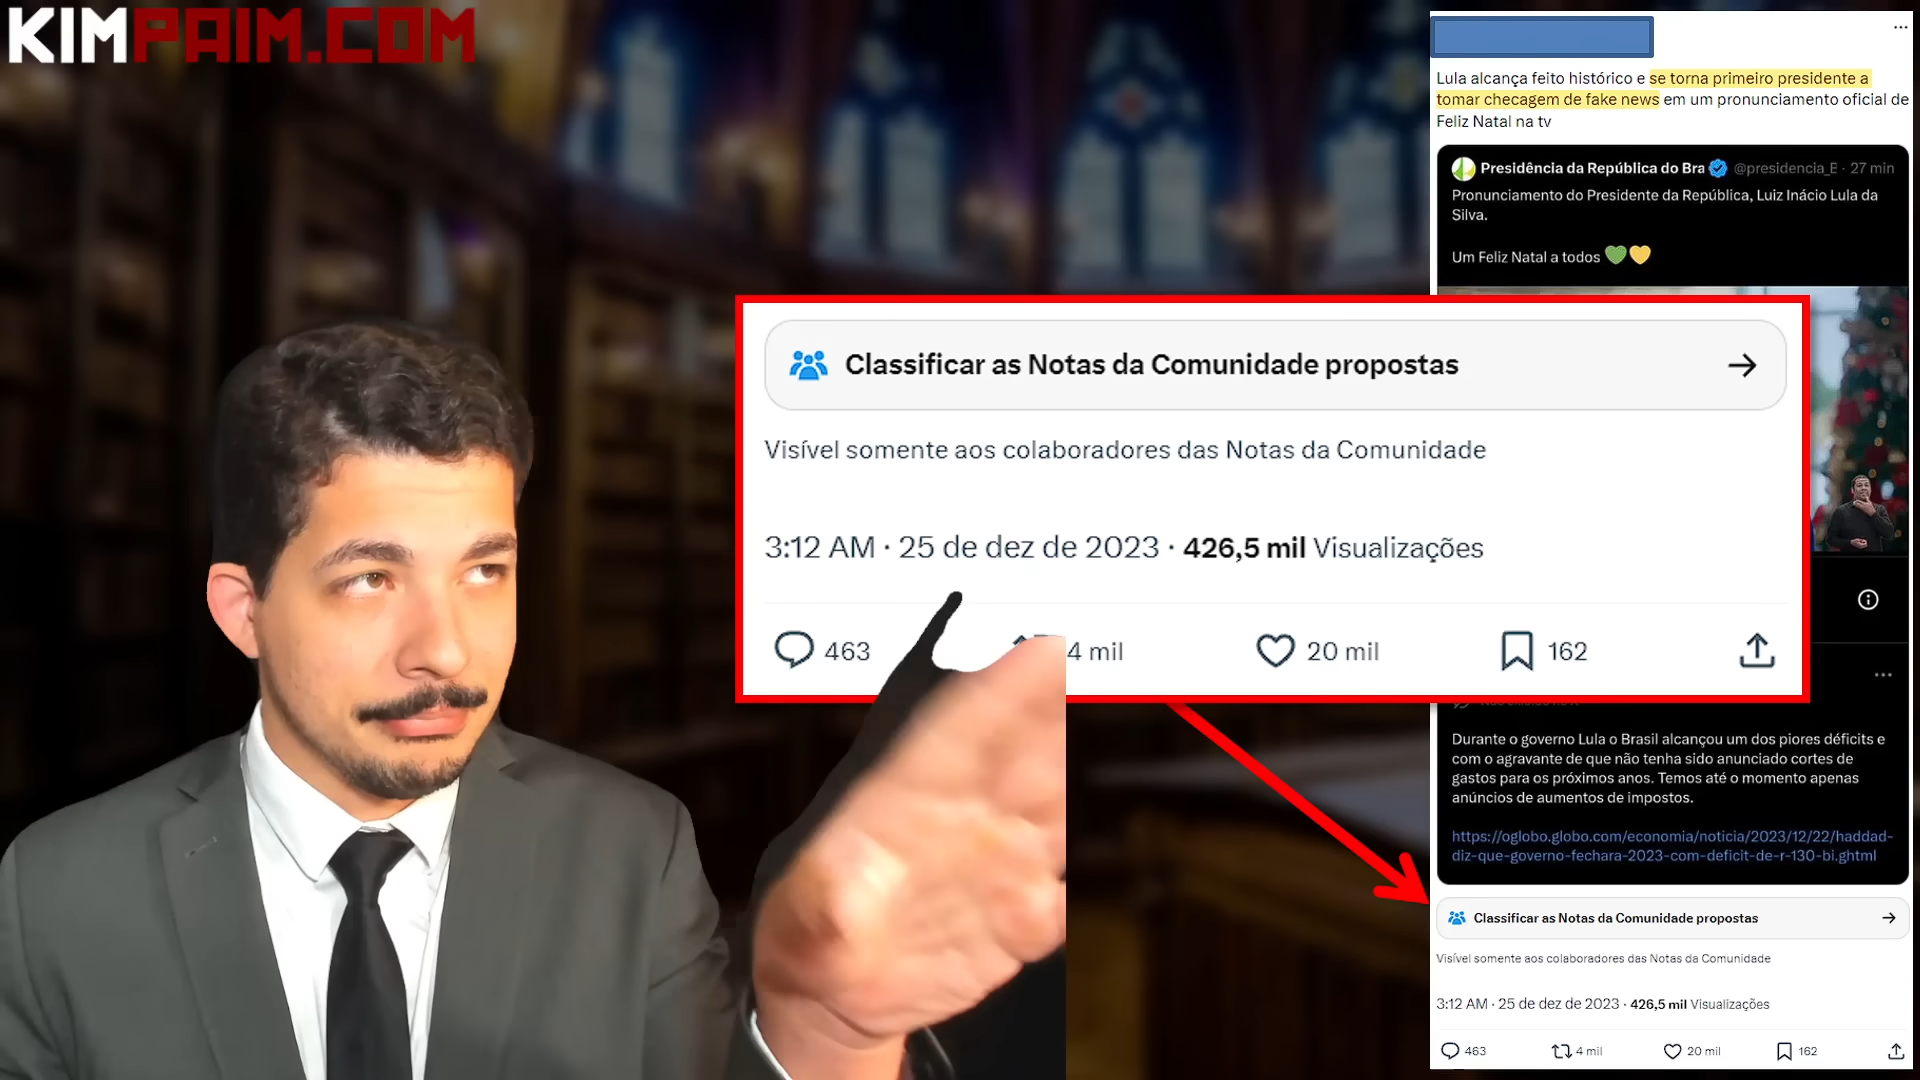 KIMPAIM.COM
Lula alcança feito histórico e se torna primeiro presidente a
tomar checagem de fake news em um pronunciamento oficial de
Feliz Natal na tv
Presidência da República do Bra @presidencia_E · 27 min
Pronunciamento do Presidente da República, Luiz Inácio Lula da
Silva.
Um Feliz Natal a todos 💚💛
Classificar as Notas da Comunidade propostas
Visível somente aos colaboradores das Notas da Comunidade
3:12 AM · 25 de dez de 2023 · 426,5 mil Visualizações
463 4 mil 20 mil 162
Durante o governo Lula o Brasil alcançou um dos piores déficits e
com o agravante de que não tenha sido anunciado cortes de
gastos para os próximos anos. Temos até o momento apenas
anúncios de aumentos de impostos.
https://oglobo.globo.com/economia/noticia/2023/12/22/haddad-
diz-que-governo-fechara-2023-com-deficit-de-r-130-bi.ghtml
Classificar as Notas da Comunidade propostas
Visível somente aos colaboradores das Notas da Comunidade
3:12 AM · 25 de dez de 2023 · 426,5 mil Visualizações
463 4 mil 20 mil 162